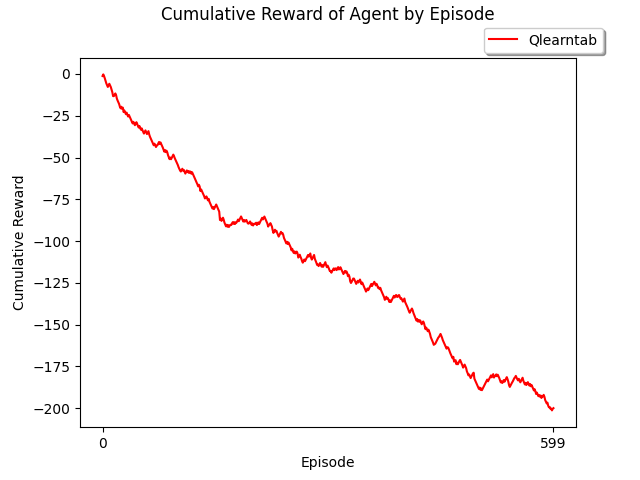 Cumulative Reward of Agent by Episode
Qlearntab
0
−25
−50
−75
−100
−125
−150
−175
−200
Cumulative Reward
0
599
Episode